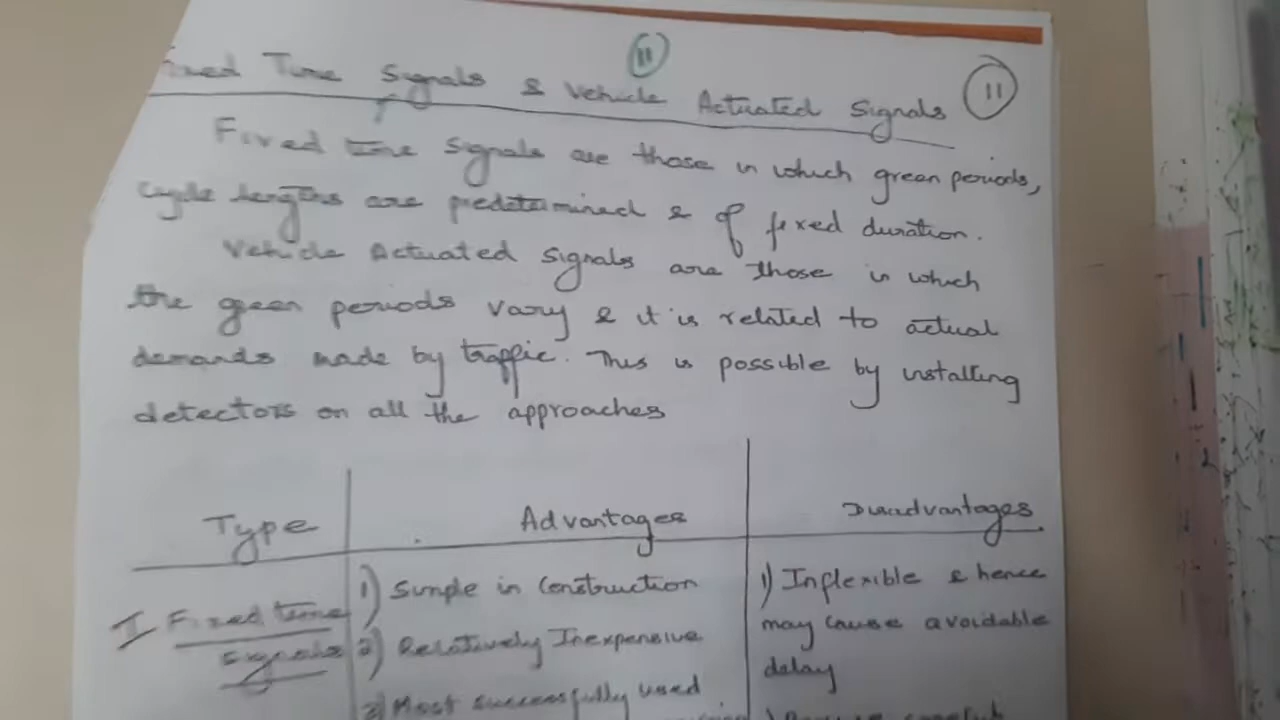 11
Fixed Time Signals & Vehicle Actuated Signals 11
Fixed time signals are those in which green periods,
cycle lengths are predetermined & of fixed duration.
Vehicle Actuated signals are those in which
the green periods vary & it is related to actual
demands made by traffic. This is possible by installing
detectors on all the approaches
Type Advantages Disadvantages
I Fixed time signals
1) Simple in Construction
2) Relatively Inexpensive
3) Most successfully used
1) Inflexible & hence
may cause avoidable
delay